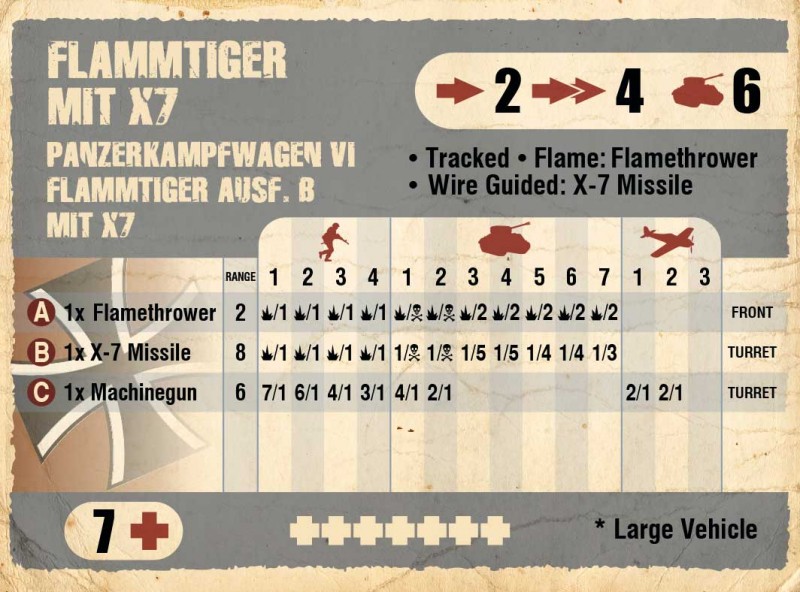 FLAMMTIGER
MIT X7
2 4 6
PANZERKAMPFWAGEN VI
FLAMMTIGER AUSF. B
MIT X7
• Tracked • Flame: Flamethrower
• Wire Guided: X-7 Missile
RANGE 1 2 3 4 1 2 3 4 5 6 7 1 2 3
A 1x Flamethrower 2 /1 /1 /1 /1 / / /2 /2 /2 /2 /2 FRONT
B 1x X-7 Missile 8 /1 /1 /1 /1 1/ 1/ 1/5 1/5 1/4 1/4 1/3 TURRET
C 1x Machinegun 6 7/1 6/1 4/1 3/1 4/1 2/1 2/1 2/1 TURRET
7
* Large Vehicle